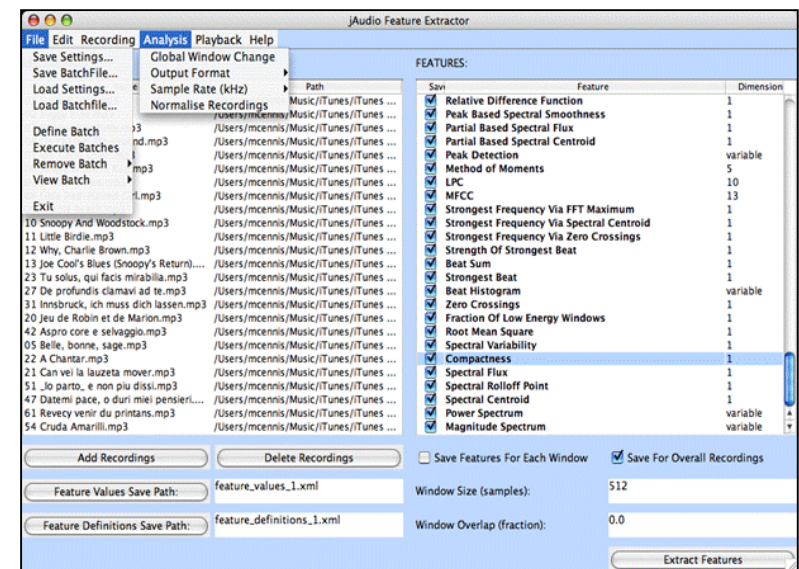 jAudio Feature Extractor
File Edit Recording Analysis Playback Help
Save Settings...
Save BatchFile...
Load Settings...
Load Batchfile...
Define Batch
Execute Batches
Remove Batch
View Batch
Exit
Global Window Change
Output Format
Sample Rate (kHz)
Normalise Recordings
Path
/Music/iTunes/iTunes ...
/Users/mcennis/Music/iTunes/iTunes ...
/Users/mcennis/Music/iTunes/iTunes ...
nd.mp3 /Users/mcennis/Music/iTunes/iTunes ...
/Users/mcennis/Music/iTunes/iTunes ...
mp3 /Users/mcennis/Music/iTunes/iTunes ...
/Users/mcennis/Music/iTunes/iTunes ...
rl.mp3 /Users/mcennis/Music/iTunes/iTunes ...
/Users/mcennis/Music/iTunes/iTunes ...
10 Snoopy And Woodstock.mp3 /Users/mcennis/Music/iTunes/iTunes ...
11 Little Birdie.mp3 /Users/mcennis/Music/iTunes/iTunes ...
12 Why, Charlie Brown.mp3 /Users/mcennis/Music/iTunes/iTunes ...
13 Joe Cool's Blues (Snoopy's Return).... /Users/mcennis/Music/iTunes/iTunes ...
23 Tu solus, qui facis mirabilia.mp3 /Users/mcennis/Music/iTunes/iTunes ...
27 De profundis clamavi ad te.mp3 /Users/mcennis/Music/iTunes/iTunes ...
31 Innsbruck, ich muss dich lassen.mp3 /Users/mcennis/Music/iTunes/iTunes ...
20 Jeu de Robin et de Marion.mp3 /Users/mcennis/Music/iTunes/iTunes ...
42 Aspro core e selvaggio.mp3 /Users/mcennis/Music/iTunes/iTunes ...
05 Belle, bonne, sage.mp3 /Users/mcennis/Music/iTunes/iTunes ...
22 A Chantar.mp3 /Users/mcennis/Music/iTunes/iTunes ...
21 Can vei la lauzeta mover.mp3 /Users/mcennis/Music/iTunes/iTunes ...
51 _Io parto_ e non piu dissi.mp3 /Users/mcennis/Music/iTunes/iTunes ...
47 Datemi pace, o duri miei pensieri.... /Users/mcennis/Music/iTunes/iTunes ...
61 Revecy venir du printans.mp3 /Users/mcennis/Music/iTunes/iTunes ...
54 Cruda Amarilli.mp3 /Users/mcennis/Music/iTunes/iTunes ...
Add Recordings Delete Recordings
Feature Values Save Path: feature_values_1.xml
Feature Definitions Save Path: feature_definitions_1.xml
FEATURES:
Savi Feature Dimension
Relative Difference Function 1
Peak Based Spectral Smoothness 1
Partial Based Spectral Flux 1
Partial Based Spectral Centroid 1
Peak Detection variable
Method of Moments 5
LPC 10
MFCC 13
Strongest Frequency Via FFT Maximum 1
Strongest Frequency Via Spectral Centroid 1
Strongest Frequency Via Zero Crossings 1
Strength Of Strongest Beat 1
Beat Sum 1
Strongest Beat 1
Beat Histogram variable
Zero Crossings 1
Fraction Of Low Energy Windows 1
Root Mean Square 1
Spectral Variability 1
Compactness 1
Spectral Flux 1
Spectral Rolloff Point 1
Spectral Centroid 1
Power Spectrum variable
Magnitude Spectrum variable
Save Features For Each Window Save For Overall Recordings
Window Size (samples): 512
Window Overlap (fraction): 0.0
Extract Features